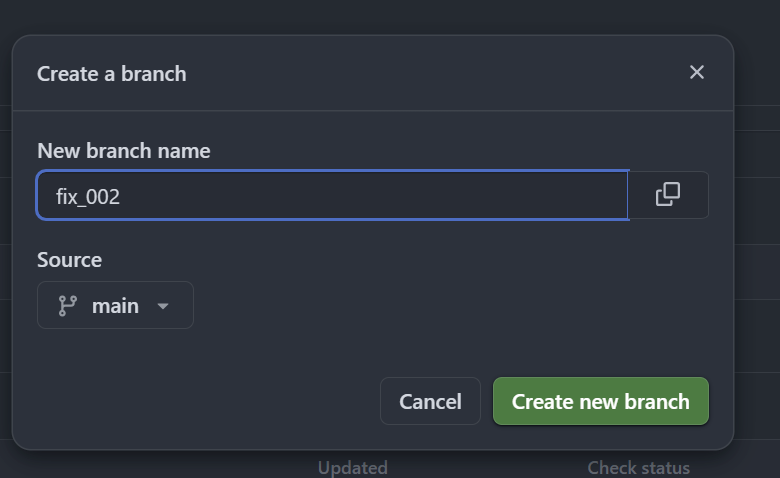 Create a branch
New branch name
fix_002
Source
main
Cancel
Create new branch
Updated
Check status